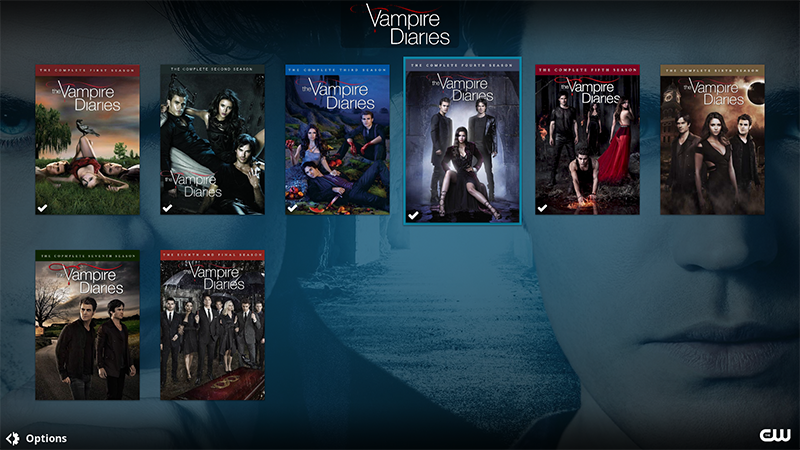 Vampire
Diaries
THE COMPLETE FIRST SEASON
the Vampire
Diaries
THE COMPLETE SECOND SEASON
the Vampire
Diaries
THE COMPLETE THIRD SEASON
the Vampire
Diaries
THE COMPLETE FOURTH SEASON
the Vampire
Diaries
THE COMPLETE FIFTH SEASON
the Vampire
Diaries
THE COMPLETE SIXTH SEASON
the Vampire
Diaries
THE COMPLETE SEVENTH SEASON
the Vampire
Diaries
THE EIGHTH AND FINAL SEASON
the Vampire
Diaries
Options
CW